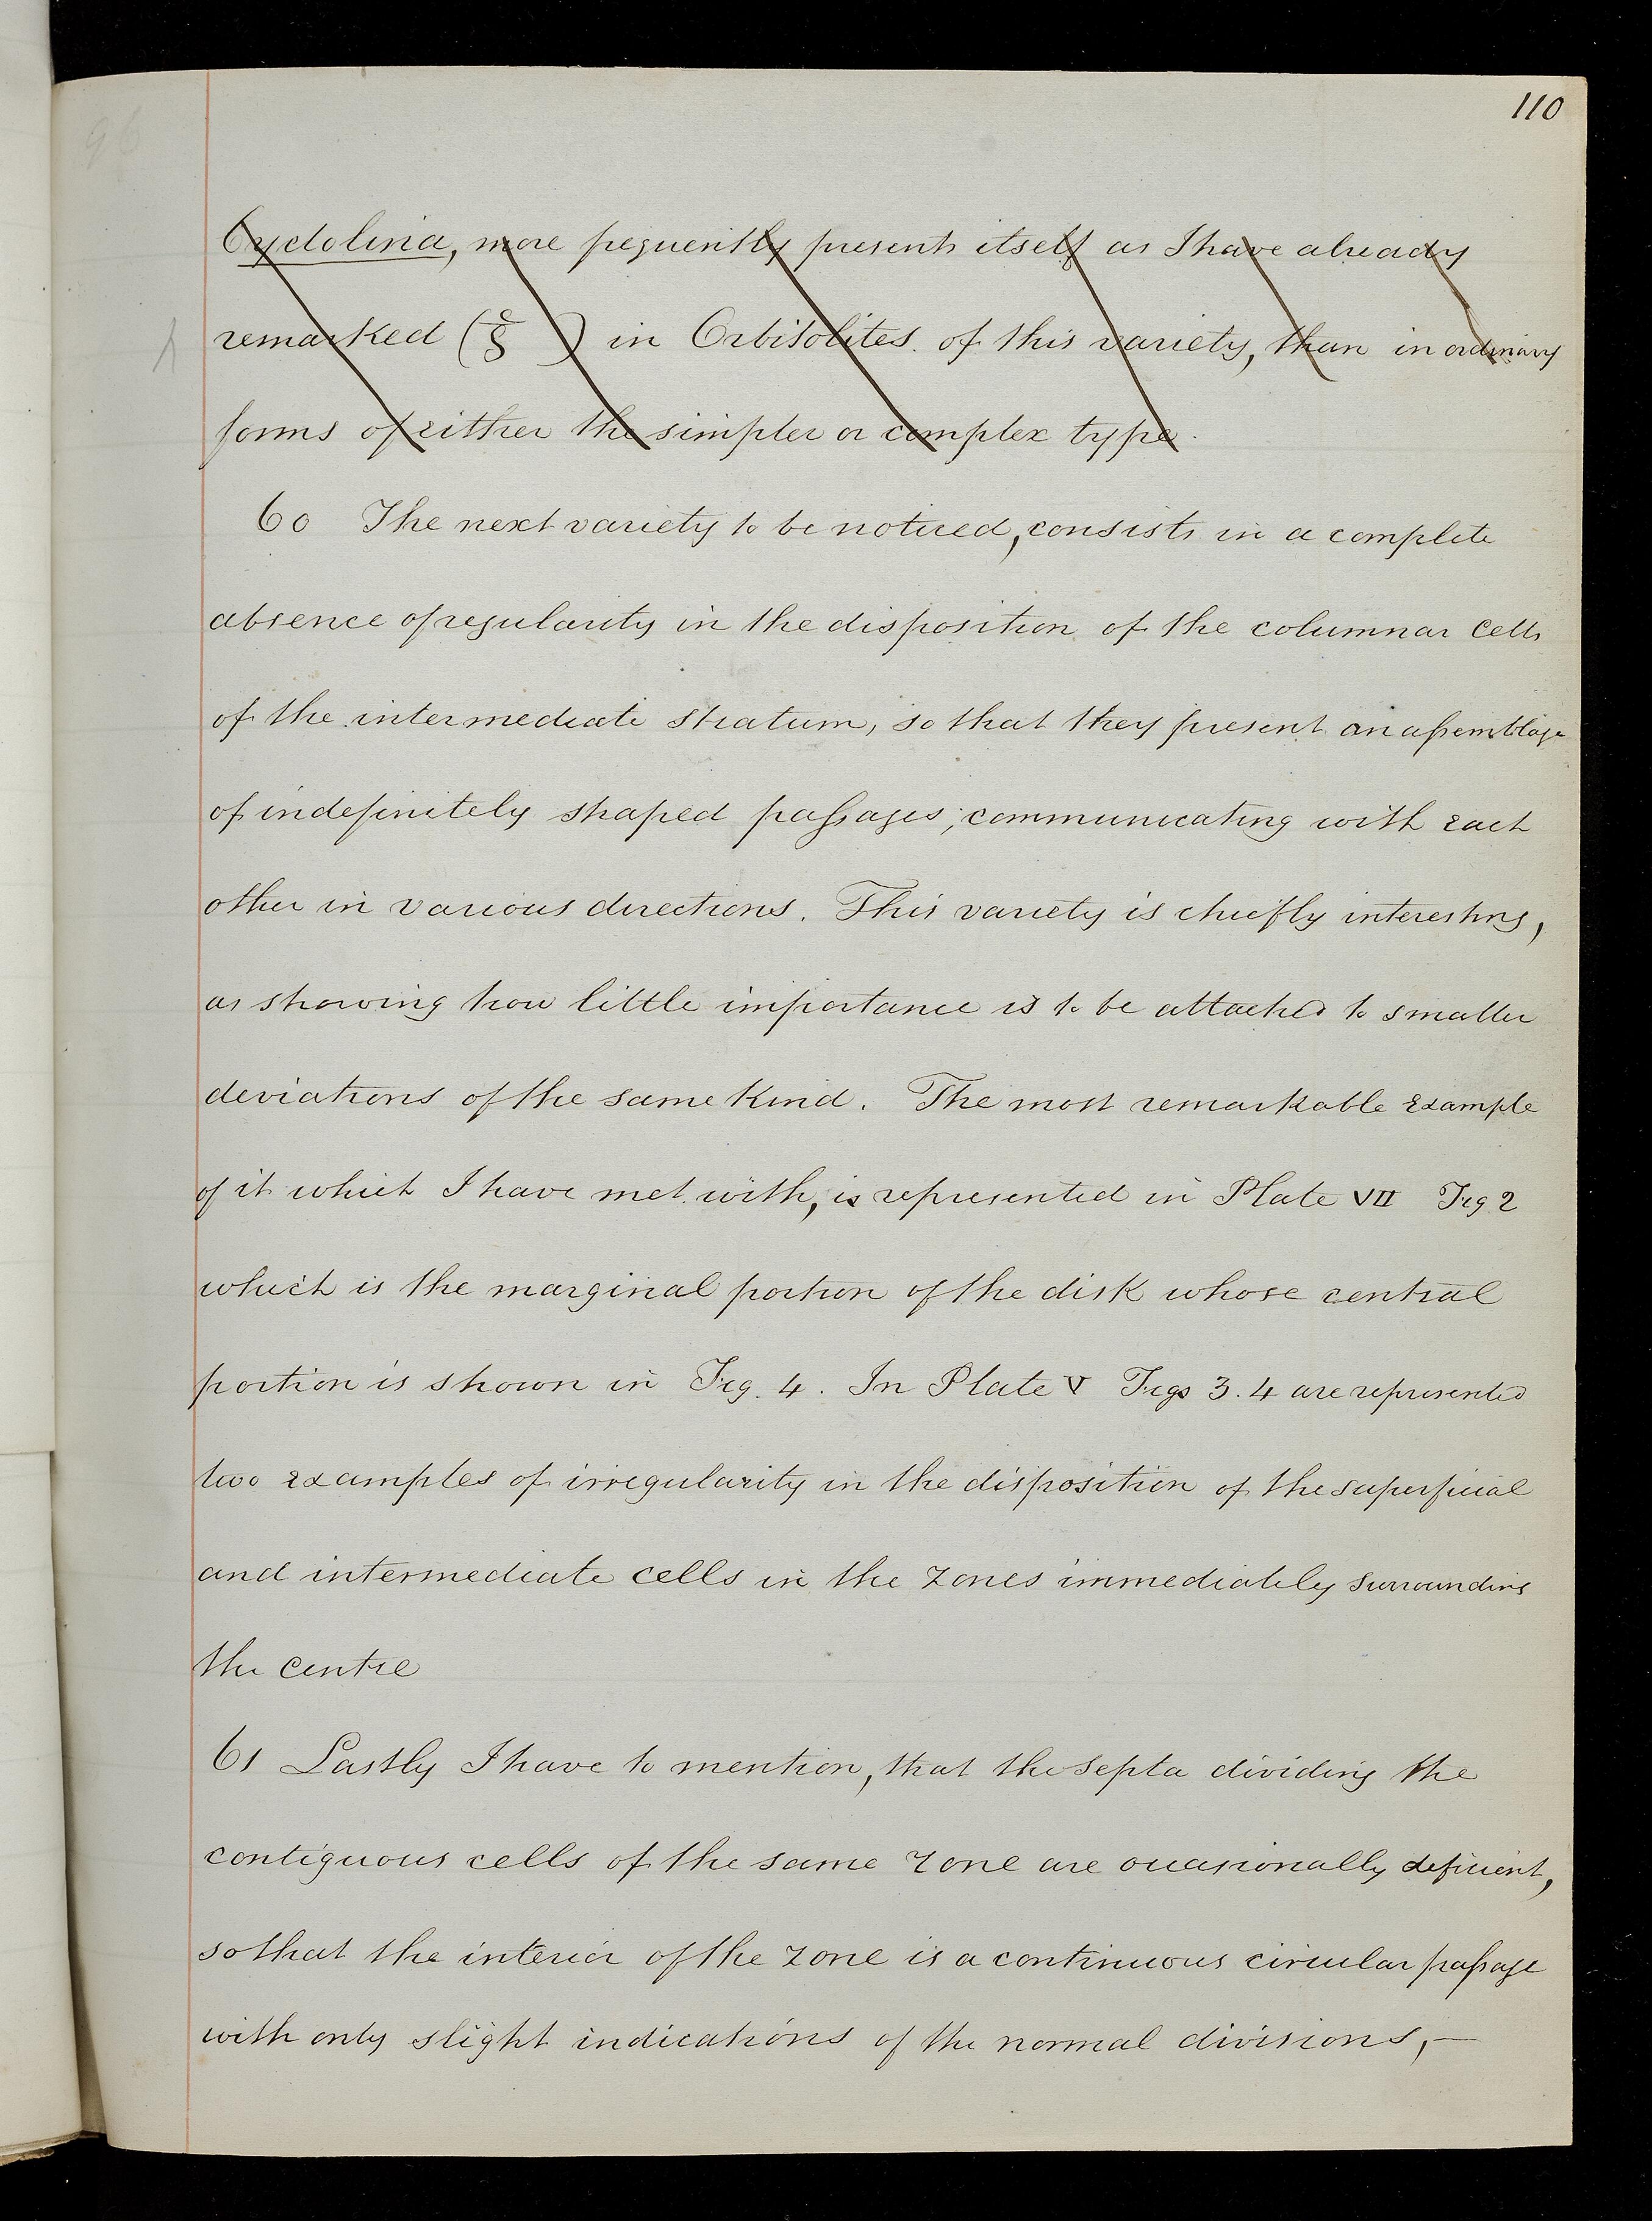 110
96
Cyclolina, more frequently presents itself as I have already
remarked (§ ) in Orbitolites of this variety, than in ordinary
forms of either the simpler or complex type.
60 The next variety to be noticed, consists in a complete
absence of regularity in the disposition of the columnar cells
of the intermediate stratum, so that they present an assemblage
of indefinitely shaped passages; communicating with each
other in various directions. This variety is chiefly interesting,
as showing how little importance is to be attached to smaller
deviations of the same kind. The most remarkable example
of it which I have met with, is represented in Plate VII Fig 2
which is the marginal portion of the disk whose central
portion is shown in Fig. 4. In Plate V Figs 3. 4 are represented
two examples of irregularity in the disposition of the superficial
and intermediate cells in the zones immediately surrounding
the centre
61 Lastly I have to mention, that the septa dividing the
contiguous cells of the same zone are occasionally deficient,
so that the interior of the zone is a continuous circular passage
with only slight indications of the normal divisions,—